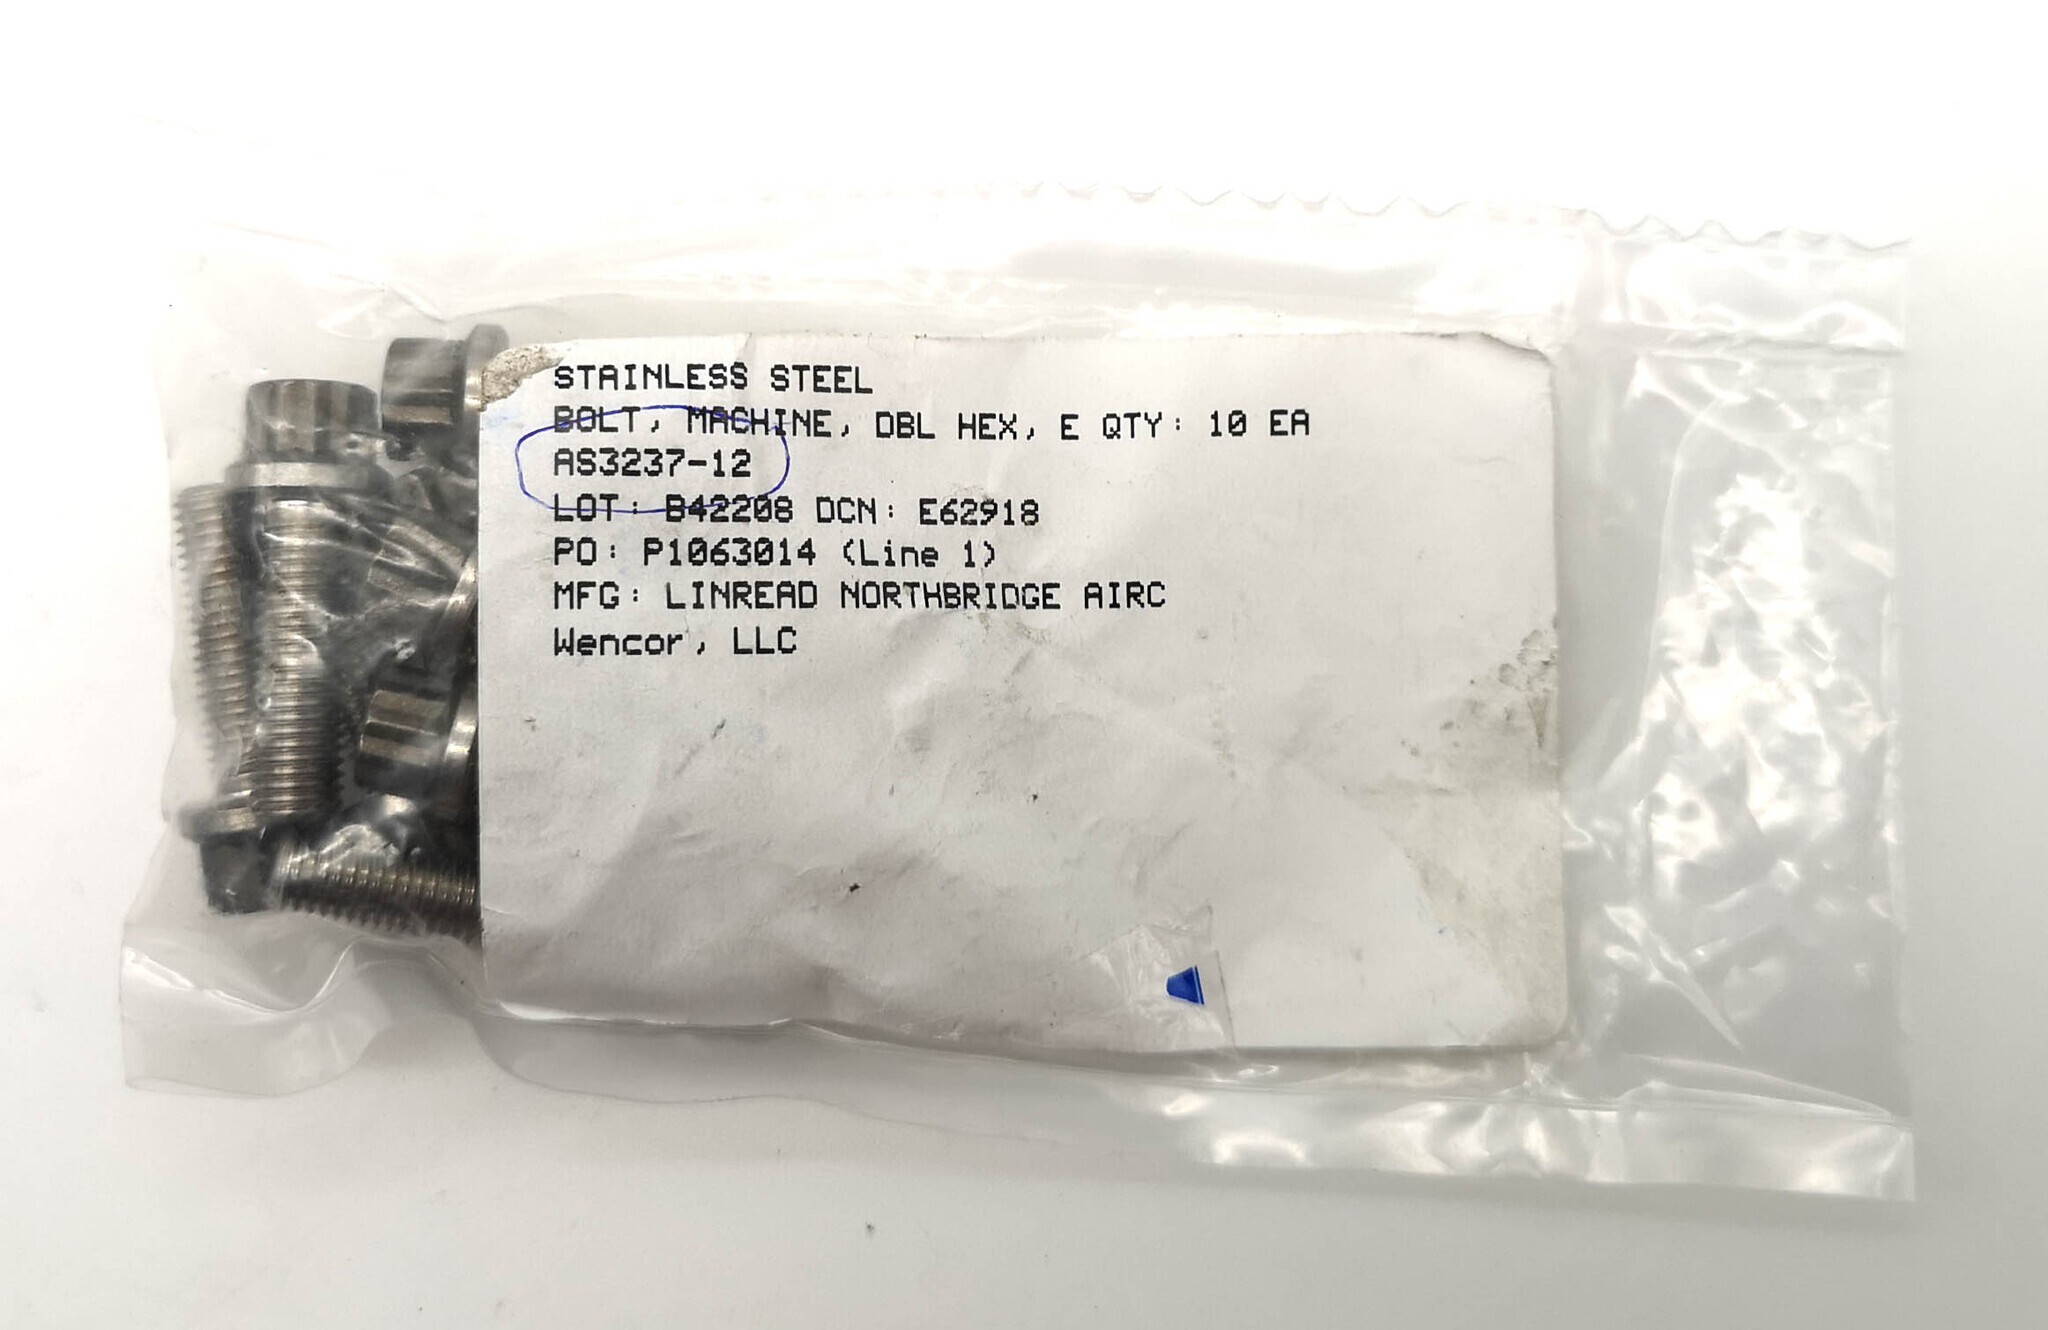 STAINLESS STEEL
BOLT, MACHINE, DBL HEX, E QTY: 10 EA
AS3237-12
LOT: B42208 DCN: E62918
PO: P1063014 (Line 1)
MFG: LINREAD NORTHBRIDGE AIRC
Wencor, LLC